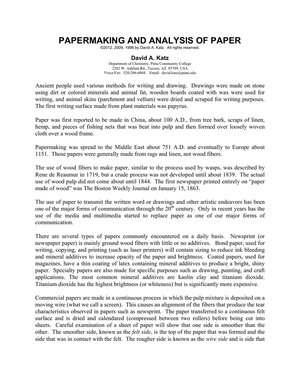 PAPERMAKING AND ANALYSIS OF PAPER
©2012, 2009, 1998 by David A. Katz. All rights reserved.
David A. Katz
Department of Chemistry, Pima Community College
2202 W. Anklam Rd., Tucson, AZ 85709, USA
Voice/Fax: 520-206-6044 Email: dkatz@pima.edu
Ancient people used various methods for writing and drawing. Drawings were made on stone
using dirt or colored minerals and animal fat, wooden boards coated with wax were used for
writing, and animal skins (parchment and vellum) were dried and scraped for writing purposes.
The first writing surface made from plant materials was papyrus.
Paper was first reported to be made in China, about 100 A.D., from tree bark, scraps of linen,
hemp, and pieces of fishing nets that was beat into pulp and then formed over loosely woven
cloth over a wood frame.
Papermaking was spread to the Middle East about 751 A.D. and eventually to Europe about
1151. Those papers were generally made from rags and linen, not wood fibers.
The use of wood fibers to make paper, similar to the process used by wasps, was described by
Rene de Reaumur in 1719, but a crude process was not developed until about 1839. The actual
use of wood pulp did not come about until 1844. The first newspaper printed entirely on "paper
made of wood" was The Boston Weekly Journal on January 15, 1863.
The use of paper to transmit the written word or drawings and other artistic endeavors has been
one of the major forms of communication through the 20th century. Only in recent years has the
use of the media and multimedia started to replace paper as one of our major forms of
communication.
There are several types of papers commonly encountered on a daily basis. Newsprint (or
newspaper paper) is mainly ground wood fibers with little or no additives. Bond paper, used for
writing, copying, and printing (such as laser printers) will contain sizing to reduce ink bleeding
and mineral additives to increase opacity of the paper and brightness. Coated papers, used for
magazines, have a thin coating of latex containing mineral additives to produce a bright, shiny
paper. Specialty papers are also made for specific purposes such as drawing, painting, and craft
applications. The most common mineral additives are kaolin clay and titanium dioxide.
Titanium dioxide has the highest brightness (or whiteness) but is significantly more expensive.
Commercial papers are made in a continuous process in which the pulp mixture is deposited on a
moving wire (what we call a screen). This causes an alignment of the fibers that produce the tear
characteristics observed in papers such as newsprint. The paper transferred to a continuous felt
surface and is dried and calendared (compressed between two rollers) before being cut into
sheets. Careful examination of a sheet of paper will show that one side is smoother than the
other. The smoother side, known as the felt side, is the top of the paper that was formed and the
side that was in contact with the felt. The rougher side is known as the wire side and is side that